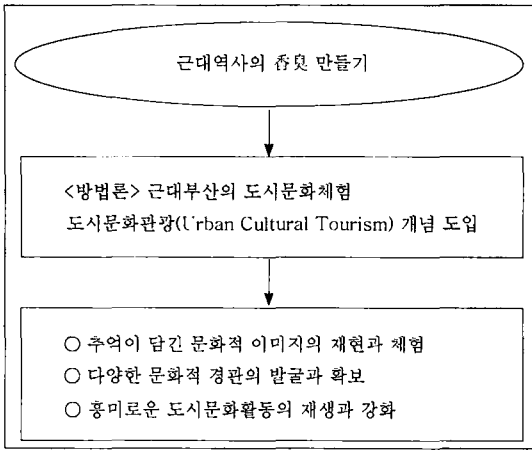 근대역사의 香臭 만들기
<방법론> 근대부산의 도시문화체험
도시문화관광(Urban Cultural Tourism) 개념 도입
○ 추억이 담긴 문화적 이미지의 재현과 체험
○ 다양한 문화적 경관의 발굴과 확보
○ 흥미로운 도시문화활동의 재생과 강화